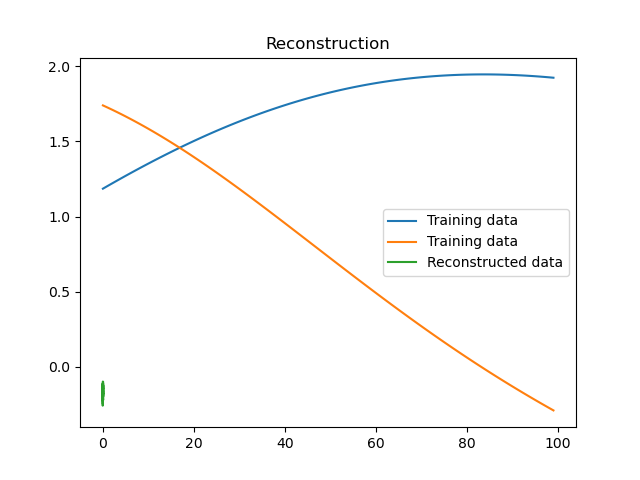 Reconstruction
2.0
1.5
1.0
0.5
0.0
Training data
Training data
Reconstructed data
0 20 40 60 80 100